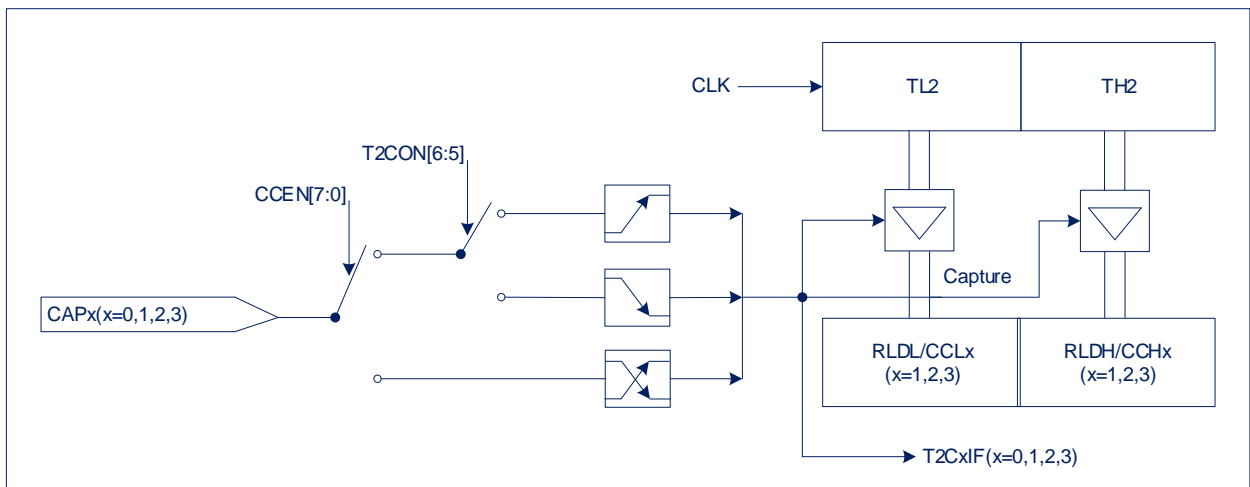 CLK
TL2
TH2
T2CON[6:5]
CCEN[7:0]
Capture
CAPx(x=0,1,2,3)
RLDL/CCLx
(x=1,2,3)
RLDH/CCHx
(x=1,2,3)
T2CxIF(x=0,1,2,3)